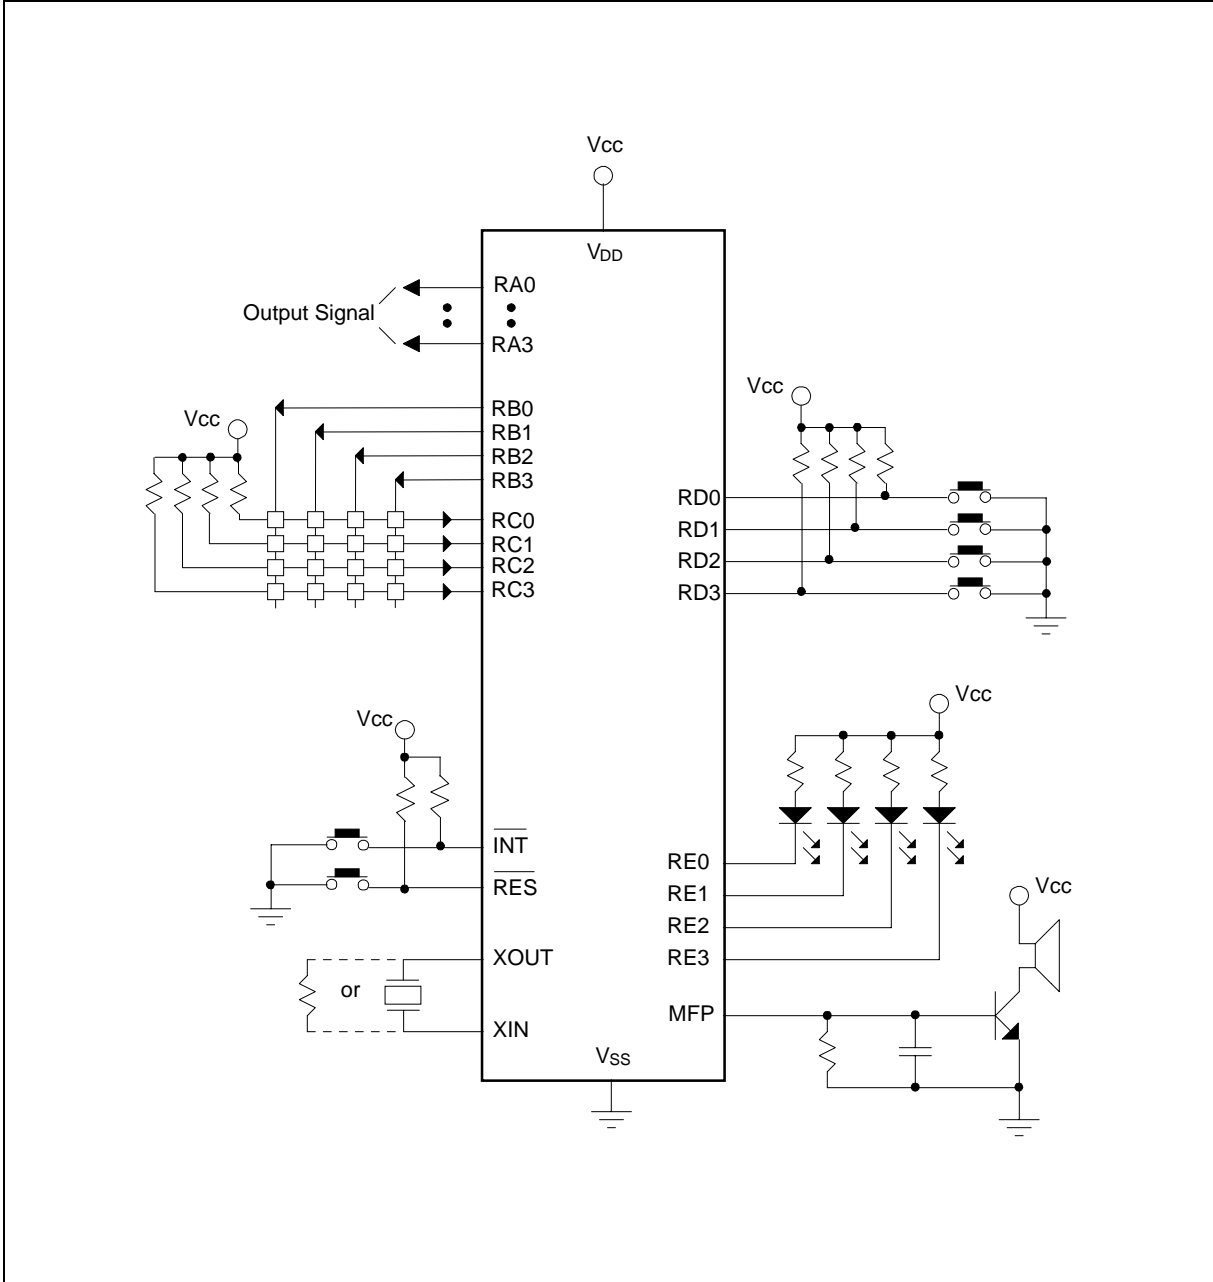 Vcc
VDD
RA0
Output Signal
RA3
Vcc
RB0
RB1
RB2
RB3
RC0
RC1
RC2
RC3
Vcc
RD0
RD1
RD2
RD3
Vcc
INT
RES
Vcc
RE0
RE1
RE2
RE3
Vcc
XOUT
or
XIN
MFP
VSS